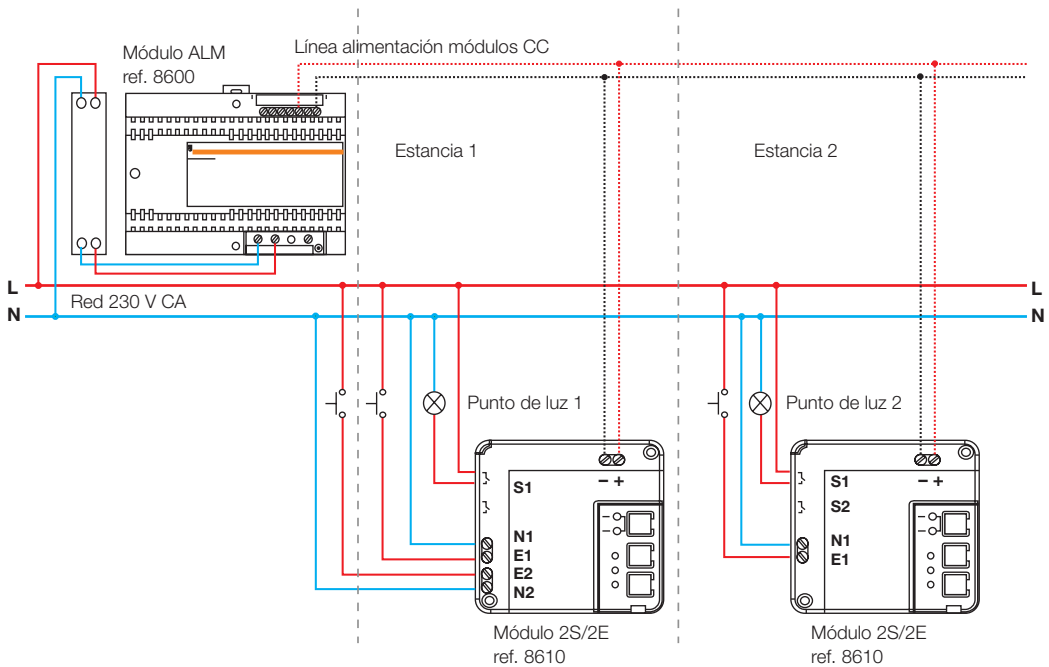 Módulo ALM
ref. 8600
Línea alimentación módulos CC
Estancia 1
Estancia 2
L
L
Red 230 V CA
N
N
Punto de luz 1
Punto de luz 2
S1
– +
N1
E1
E2
N2
S1
S2
– +
N1
E1
Módulo 2S/2E
ref. 8610
Módulo 2S/2E
ref. 8610